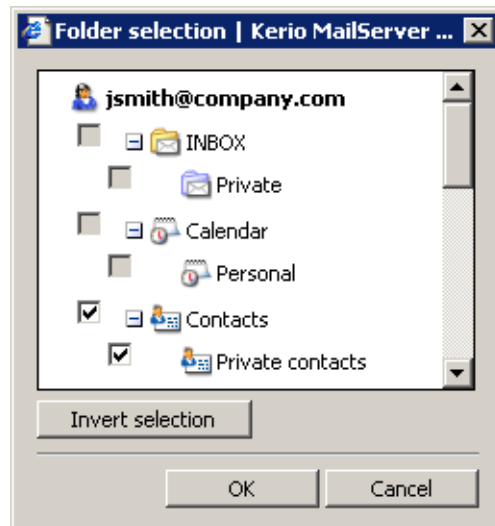 Folder selection | Kerio MailServer ...
jsmith@company.com
INBOX
Private
Calendar
Personal
Contacts
Private contacts
Invert selection
OK Cancel